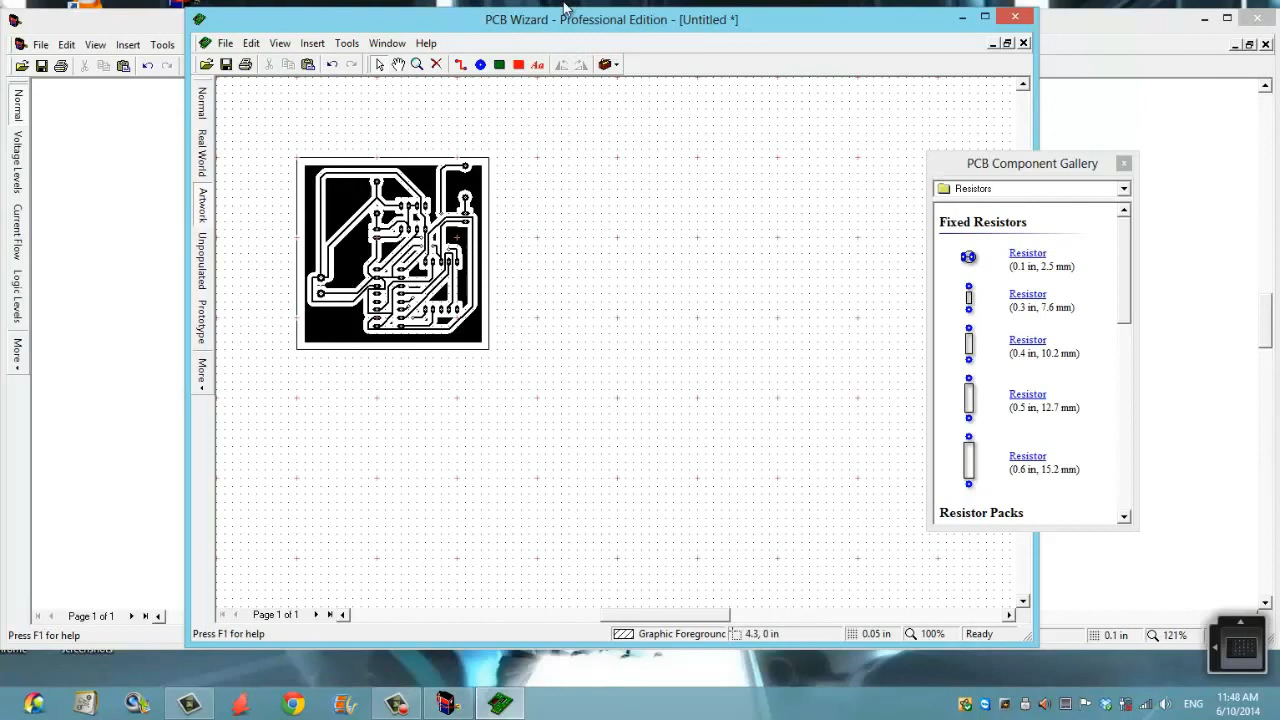 PCB Wizard - Professional Edition - [Untitled *]
File Edit View Insert Tools
File Edit View Insert Tools Window Help
Aa
Normal
Voltage Levels
Current Flow
Logic Levels
More
Normal
Real World
Artwork
Unpopulated
Prototype
More
PCB Component Gallery
Resistors
Fixed Resistors
Resistor
(0.1 in, 2.5 mm)
Resistor
(0.3 in, 7.6 mm)
Resistor
(0.4 in, 10.2 mm)
Resistor
(0.5 in, 12.7 mm)
Resistor
(0.6 in, 15.2 mm)
Resistor Packs
Page 1 of 1
Page 1 of 1
Press F1 for help
Press F1 for help
Graphic Foreground
4.3, 0 in
0.05 in
100%
Ready
0.1 in
121%
ENG
11:48 AM
6/10/2014